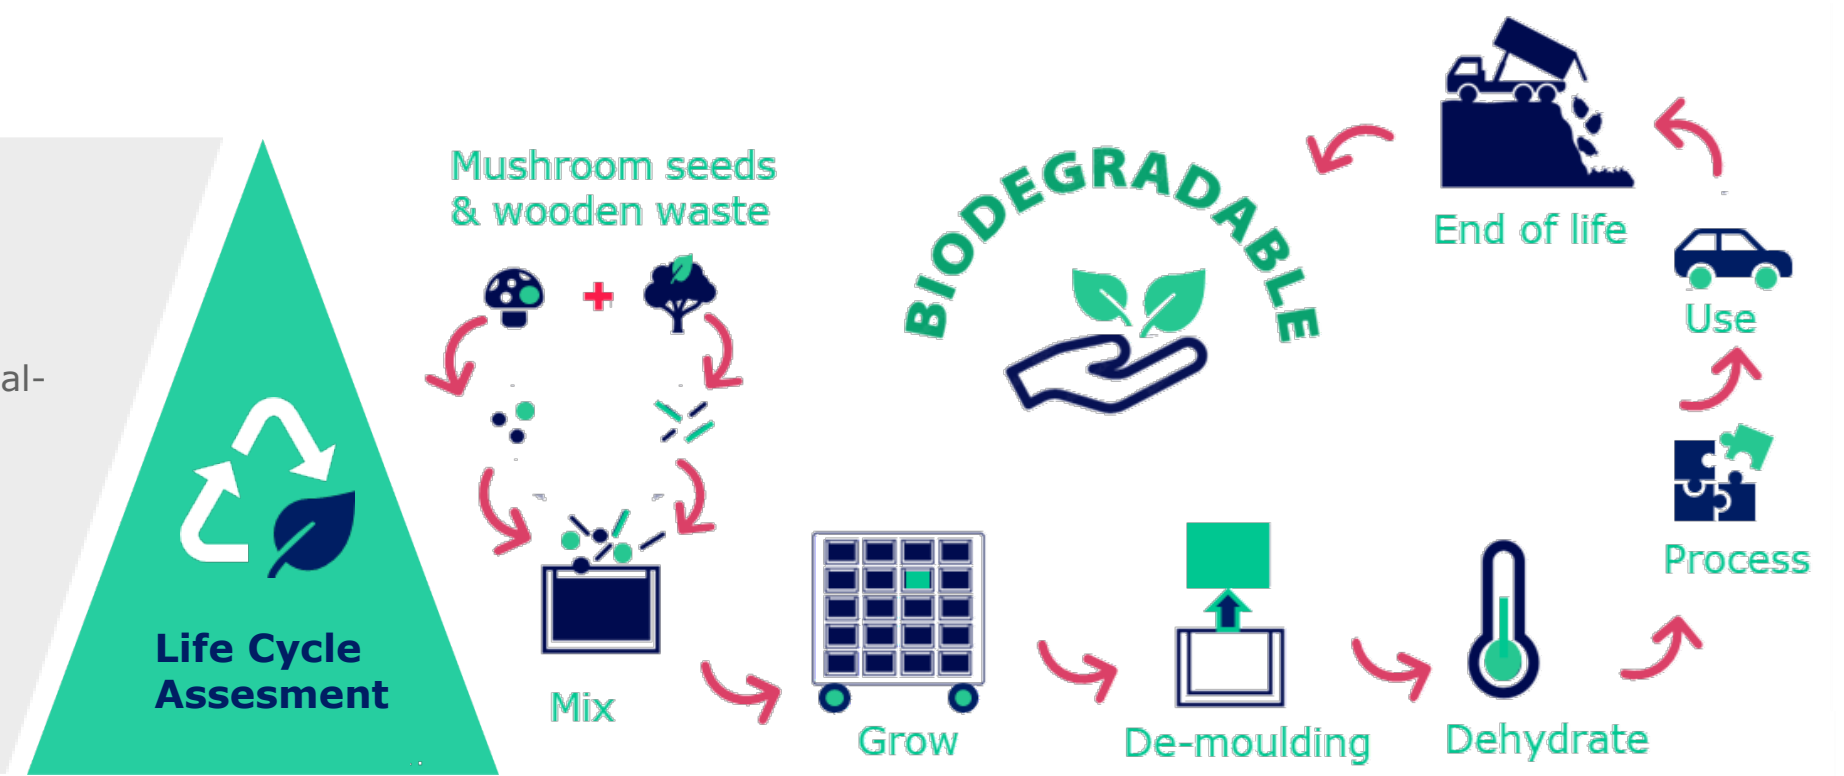 al-
Life Cycle
Assesment
Mushroom seeds
& wooden waste
Mix
Grow
De-moulding
Dehydrate
Process
Use
End of life
BIODEGRADABLE